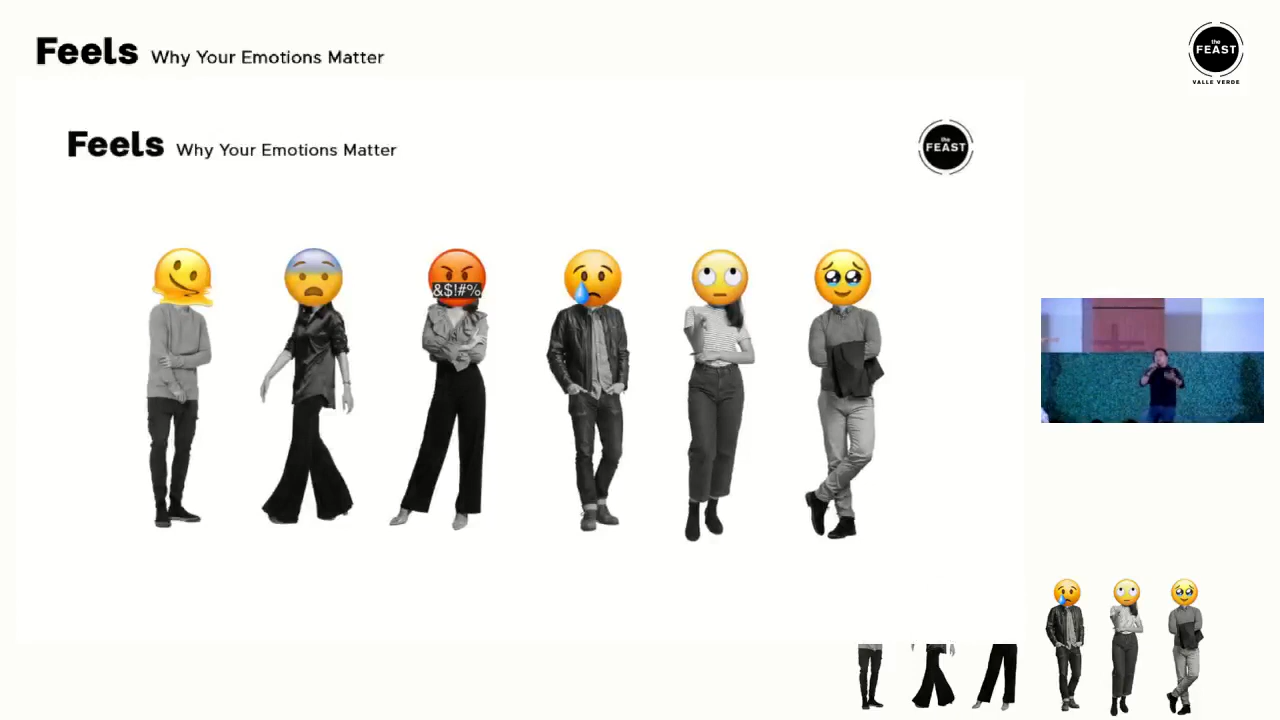 Feels Why Your Emotions Matter
the
FEAST
VALLE VERDE
Feels Why Your Emotions Matter
the
FEAST
&$!#%